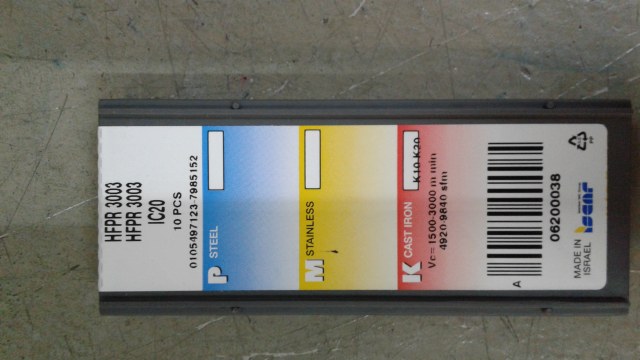 HFPR 3003
HFPR 3003
IC20
10 PCS
0105497123-7985152
P STEEL
M STAINLESS
K CAST IRON K10-K20
Vc=1500-3000 m min
4920-9840 sfm
A
06200038
MADE IN
ISRAEL
iscar
PP